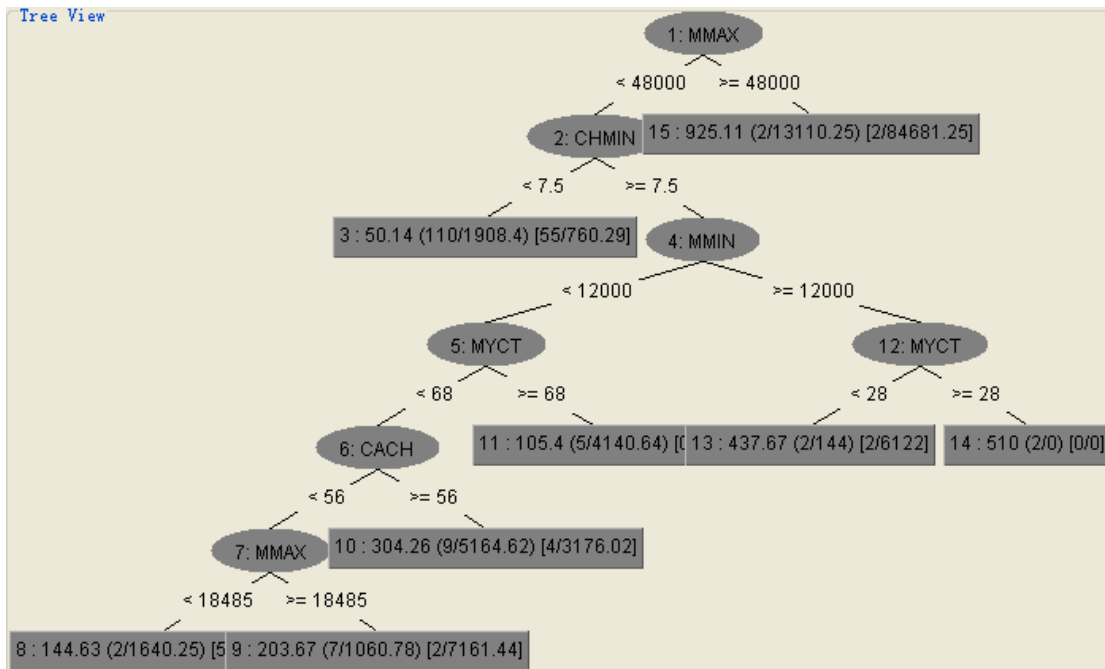 Tree View
1: MMAX
< 48000
>= 48000
2: CHMIN
15 : 925.11 (2/13110.25) [2/84681.25]
< 7.5
>= 7.5
3 : 50.14 (110/1908.4) [55/760.29]
4: MMIN
< 12000
>= 12000
5: MYCT
12: MYCT
< 68
>= 68
< 28
>= 28
6: CACH
11 : 105.4 (5/4140.64) [0
13 : 437.67 (2/144) [2/6122]
14 : 510 (2/0) [0/0]
< 56
>= 56
7: MMAX
10 : 304.26 (9/5164.62) [4/3176.02]
< 18485
>= 18485
8 : 144.63 (2/1640.25) [5
9 : 203.67 (7/1060.78) [2/7161.44]